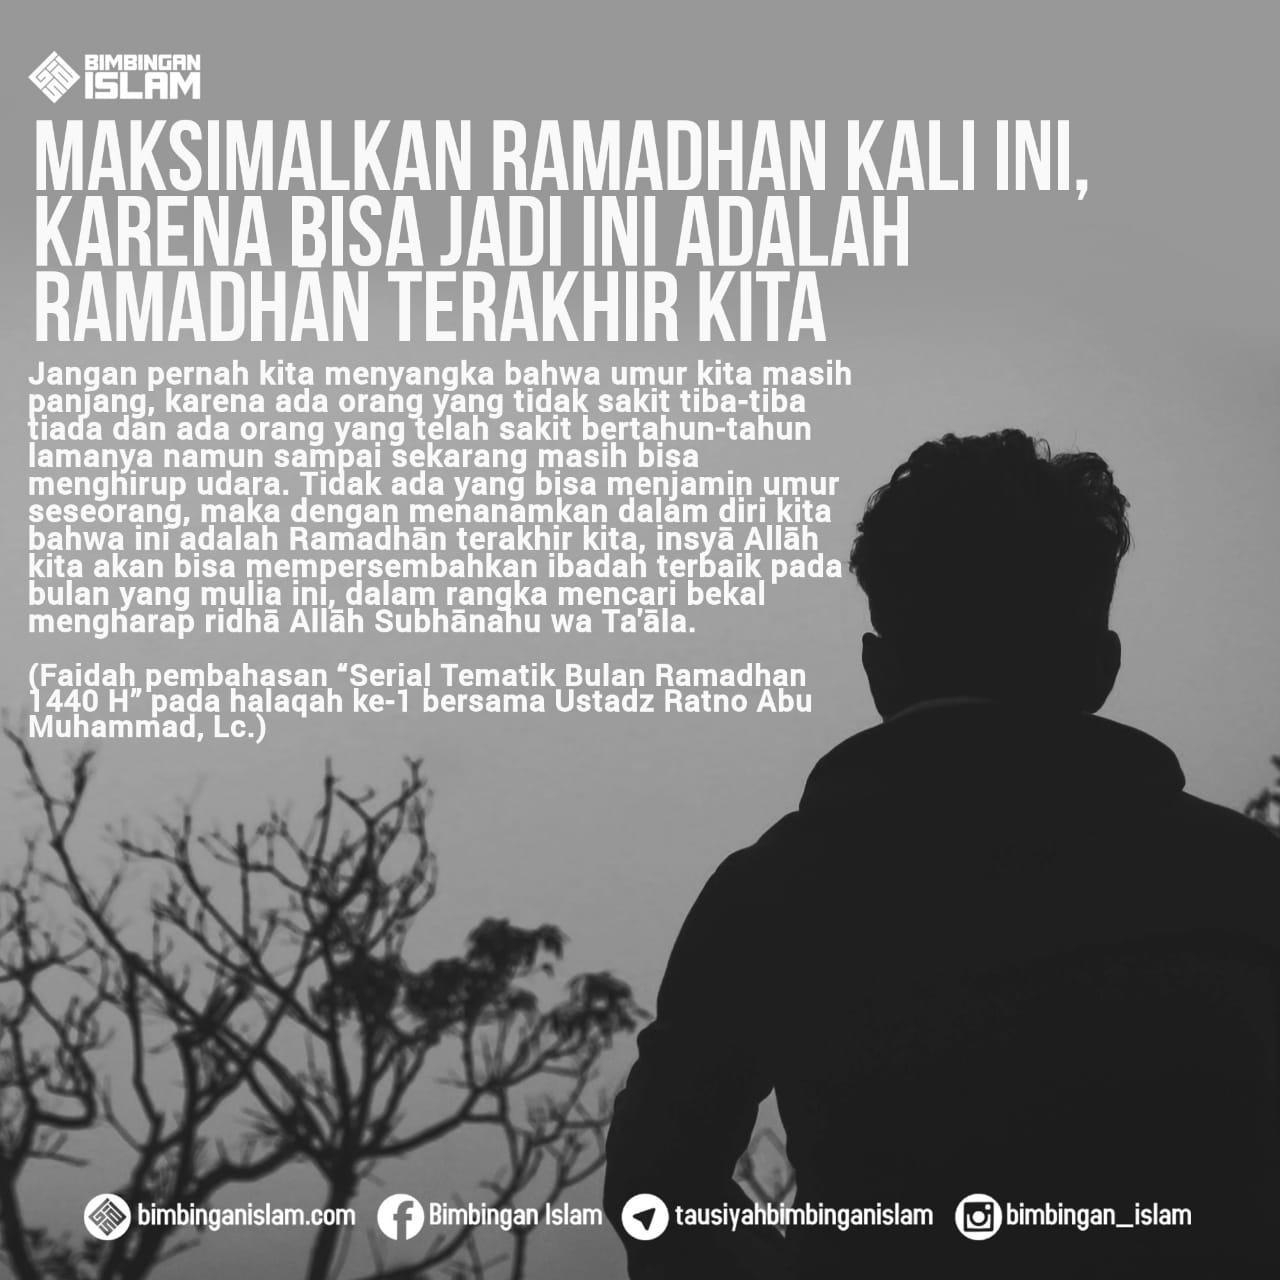 BIMBINGAN
ISLAM
MAKSIMALKAN RAMADHAN KALI INI,
KARENA BISA JADI INI ADALAH
RAMADHĀN TERAKHIR KITA
Jangan pernah kita menyangka bahwa umur kita masih
panjang, karena ada orang yang tidak sakit tiba-tiba
tiada dan ada orang yang telah sakit bertahun-tahun
lamanya namun sampai sekarang masih bisa
menghirup udara. Tidak ada yang bisa menjamin umur
seseorang, maka dengan menanamkan dalam diri kita
bahwa ini adalah Ramadhān terakhir kita, insyā Allāh
kita akan bisa mempersembahkan ibadah terbaik pada
bulan yang mulia ini, dalam rangka mencari bekal
mengharap ridhā Allāh Subhānahu wa Ta'āla.
(Faidah pembahasan “Serial Tematik Bulan Ramadhan
1440 H” pada halaqah ke-1 bersama Ustadz Ratno Abu
Muhammad, Lc.)
bimbinganislam.com Bimbingan Islam tausiyahbimbinganislam bimbingan_islam